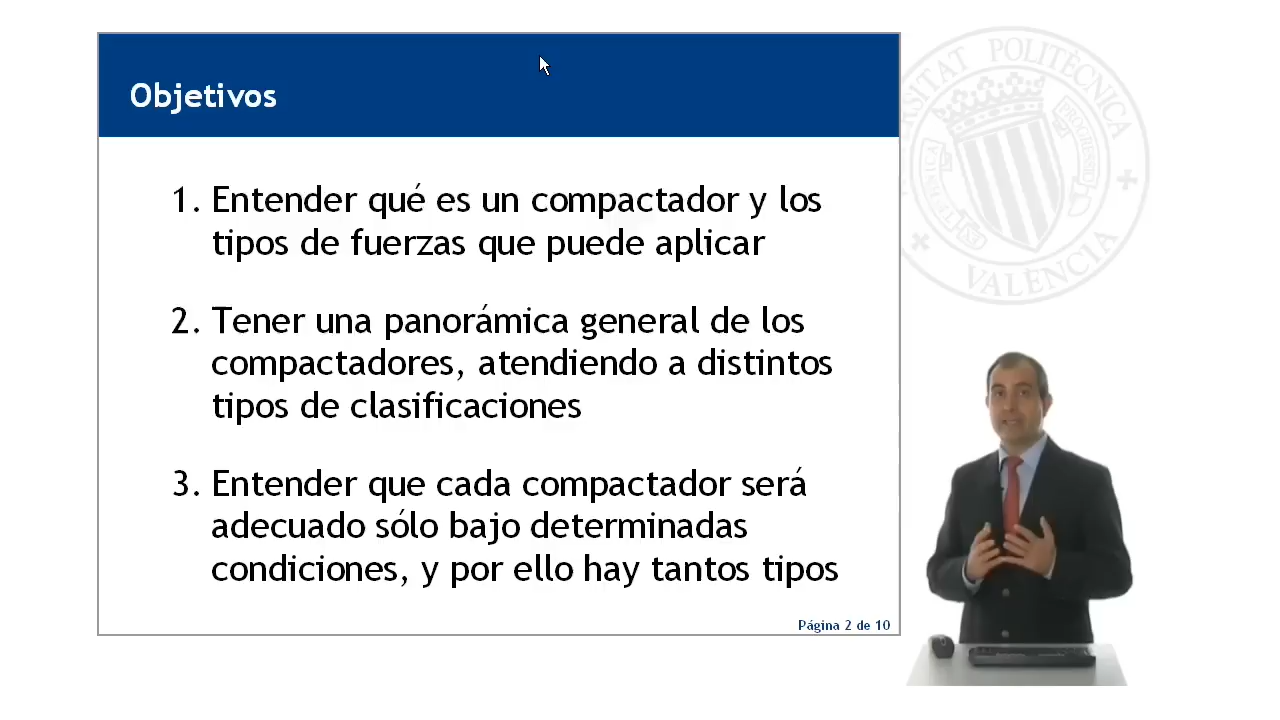 Objetivos
1. Entender qué es un compactador y los
tipos de fuerzas que puede aplicar
2. Tener una panorámica general de los
compactadores, atendiendo a distintos
tipos de clasificaciones
3. Entender que cada compactador será
adecuado sólo bajo determinadas
condiciones, y por ello hay tantos tipos
Página 2 de 10
POLITÈCNICA
VALÈNCIA